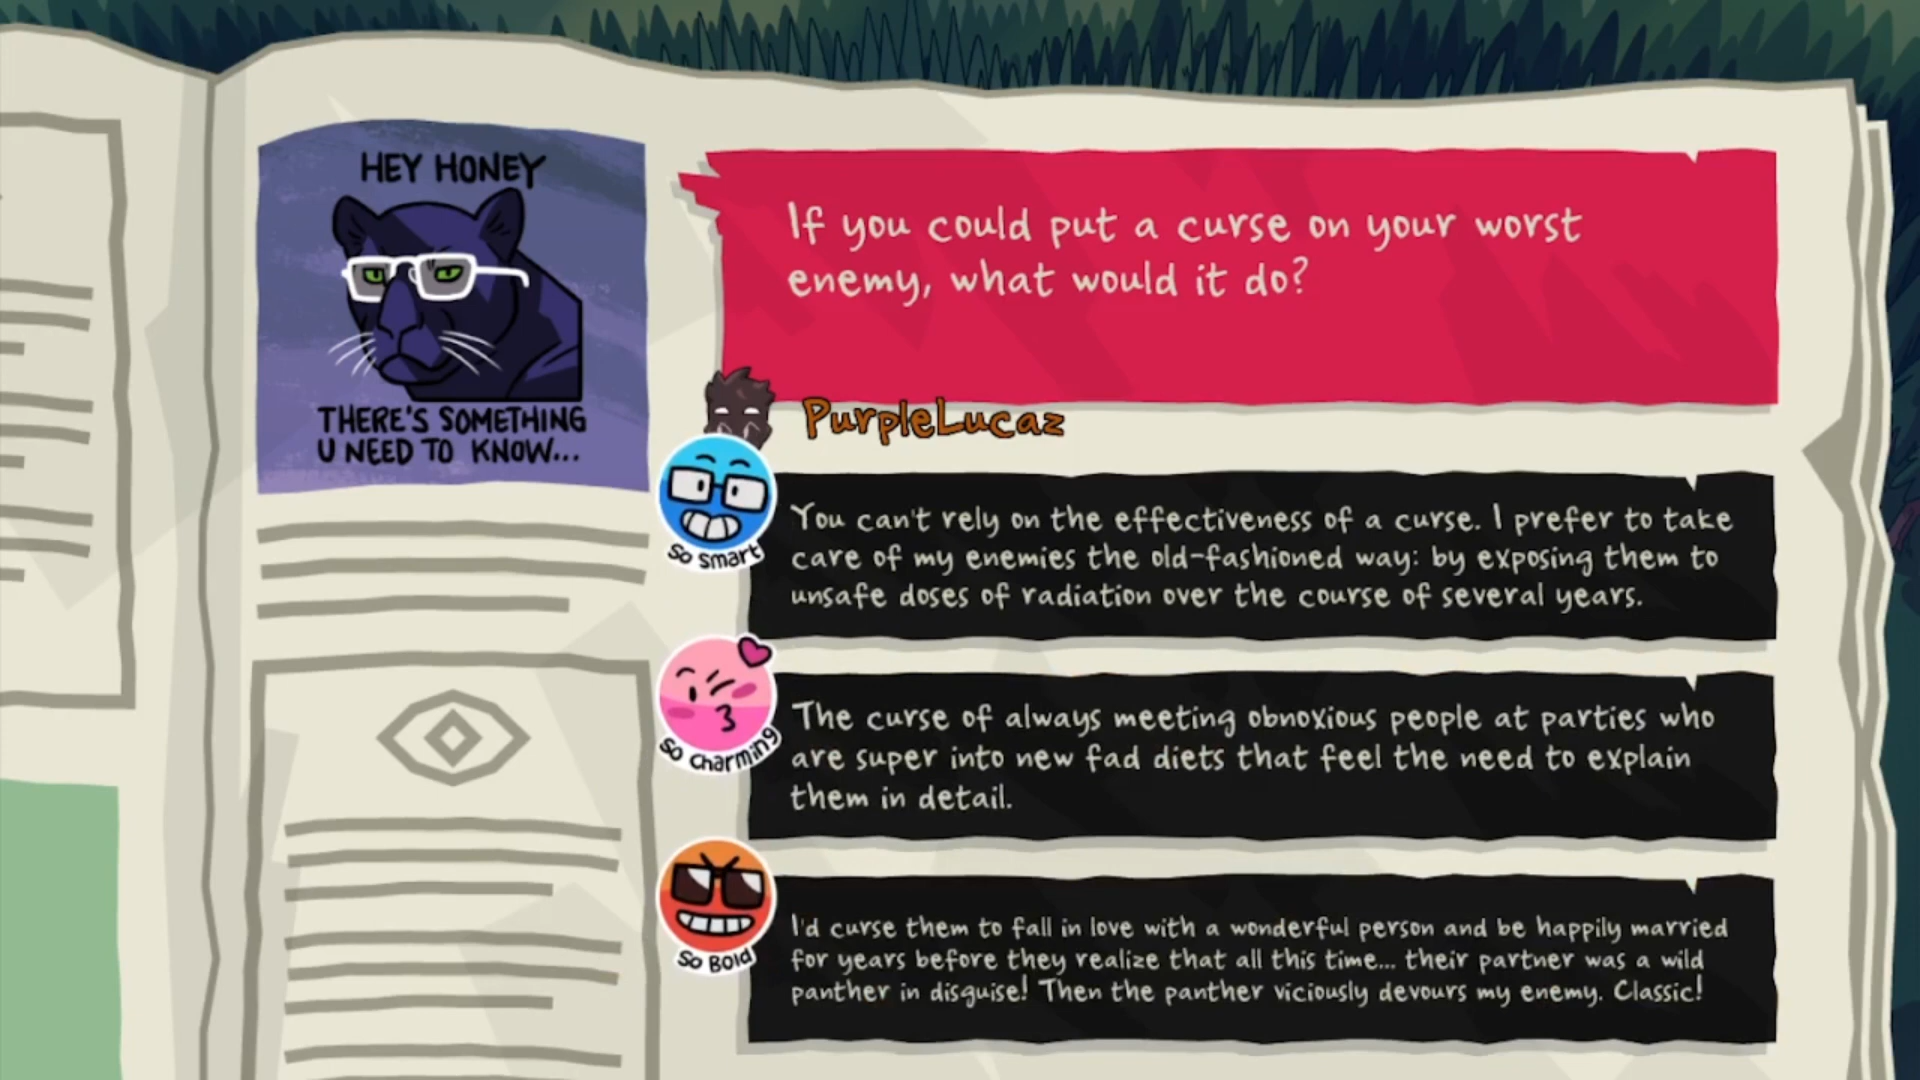 HEY HONEY
THERE'S SOMETHING
U NEED TO KNOW...
If you could put a curse on your worst
enemy, what would it do?
PurpleLucaz
So Smart
You can't rely on the effectiveness of a curse. I prefer to take
care of my enemies the old-fashioned way: by exposing them to
unsafe doses of radiation over the course of several years.
So Charming
The curse of always meeting obnoxious people at parties who
are super into new fad diets that feel the need to explain
them in detail.
So Bold
I'd curse them to fall in love with a wonderful person and be happily married
for years before they realize that all this time... their partner was a wild
panther in disguise! Then the panther viciously devours my enemy. Classic!